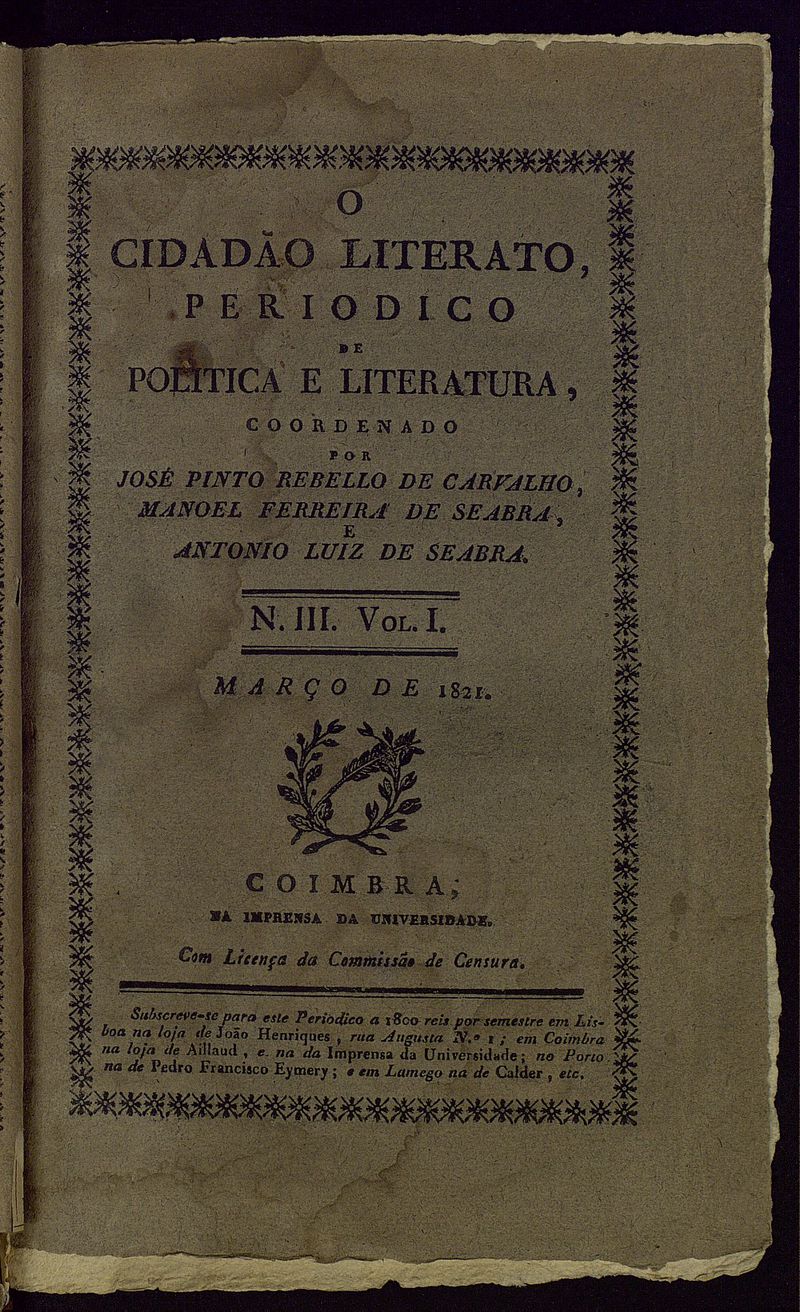 O
CIDADÃO LITERATO,
PERIODICO
DE
POLITICA E LITERATURA,
COORDENADO
POR
JOSÉ PINTO REBELLO DE CARVALHO,
MANOEL FERREIRA DE SEABRA,
E
ANTONIO LUIZ DE SEABRA.
N. III. VOL. I.
MARÇO DE 1821.
COIMBRA;
NA IMPRENSA DA UNIVERSIDADE.
Com Licença da Commissão de Censura.
Subscreve-se para este Periodico a 1800 reis por semestre em Lis-
boa na loja de João Henriques, rua Augusta N.º 1; em Coimbra
na loja de Aillaud, e na da Imprensa da Universidade; no Porto
na de Pedro Francisco Eymery; e em Lamego na de Calder, etc.